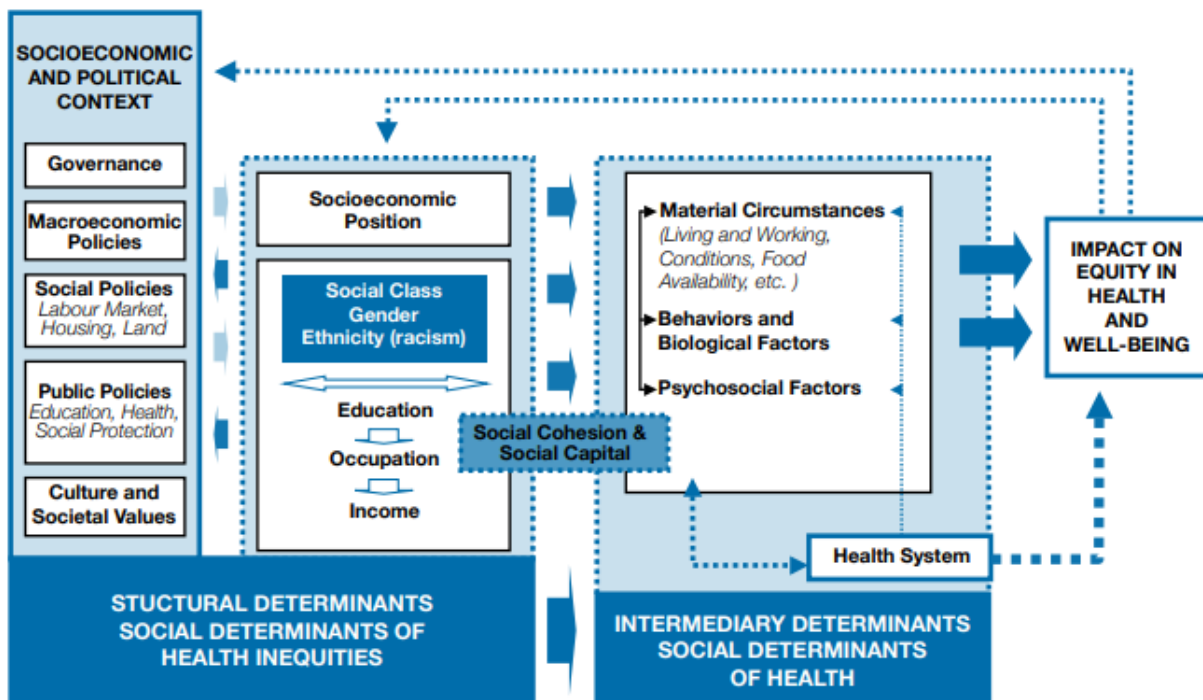 SOCIOECONOMIC
AND POLITICAL
CONTEXT
Governance
Macroeconomic
Policies
Social Policies
Labour Market,
Housing, Land
Public Policies
Education, Health,
Social Protection
Culture and
Societal Values
Socioeconomic
Position
Social Class
Gender
Ethnicity (racism)
Education
Occupation
Income
Social Cohesion &
Social Capital
Material Circumstances
(Living and Working,
Conditions, Food
Availability, etc. )
Behaviors and
Biological Factors
Psychosocial Factors
Health System
IMPACT ON
EQUITY IN
HEALTH
AND
WELL-BEING
STUCTURAL DETERMINANTS
SOCIAL DETERMINANTS OF
HEALTH INEQUITIES
INTERMEDIARY DETERMINANTS
SOCIAL DETERMINANTS
OF HEALTH